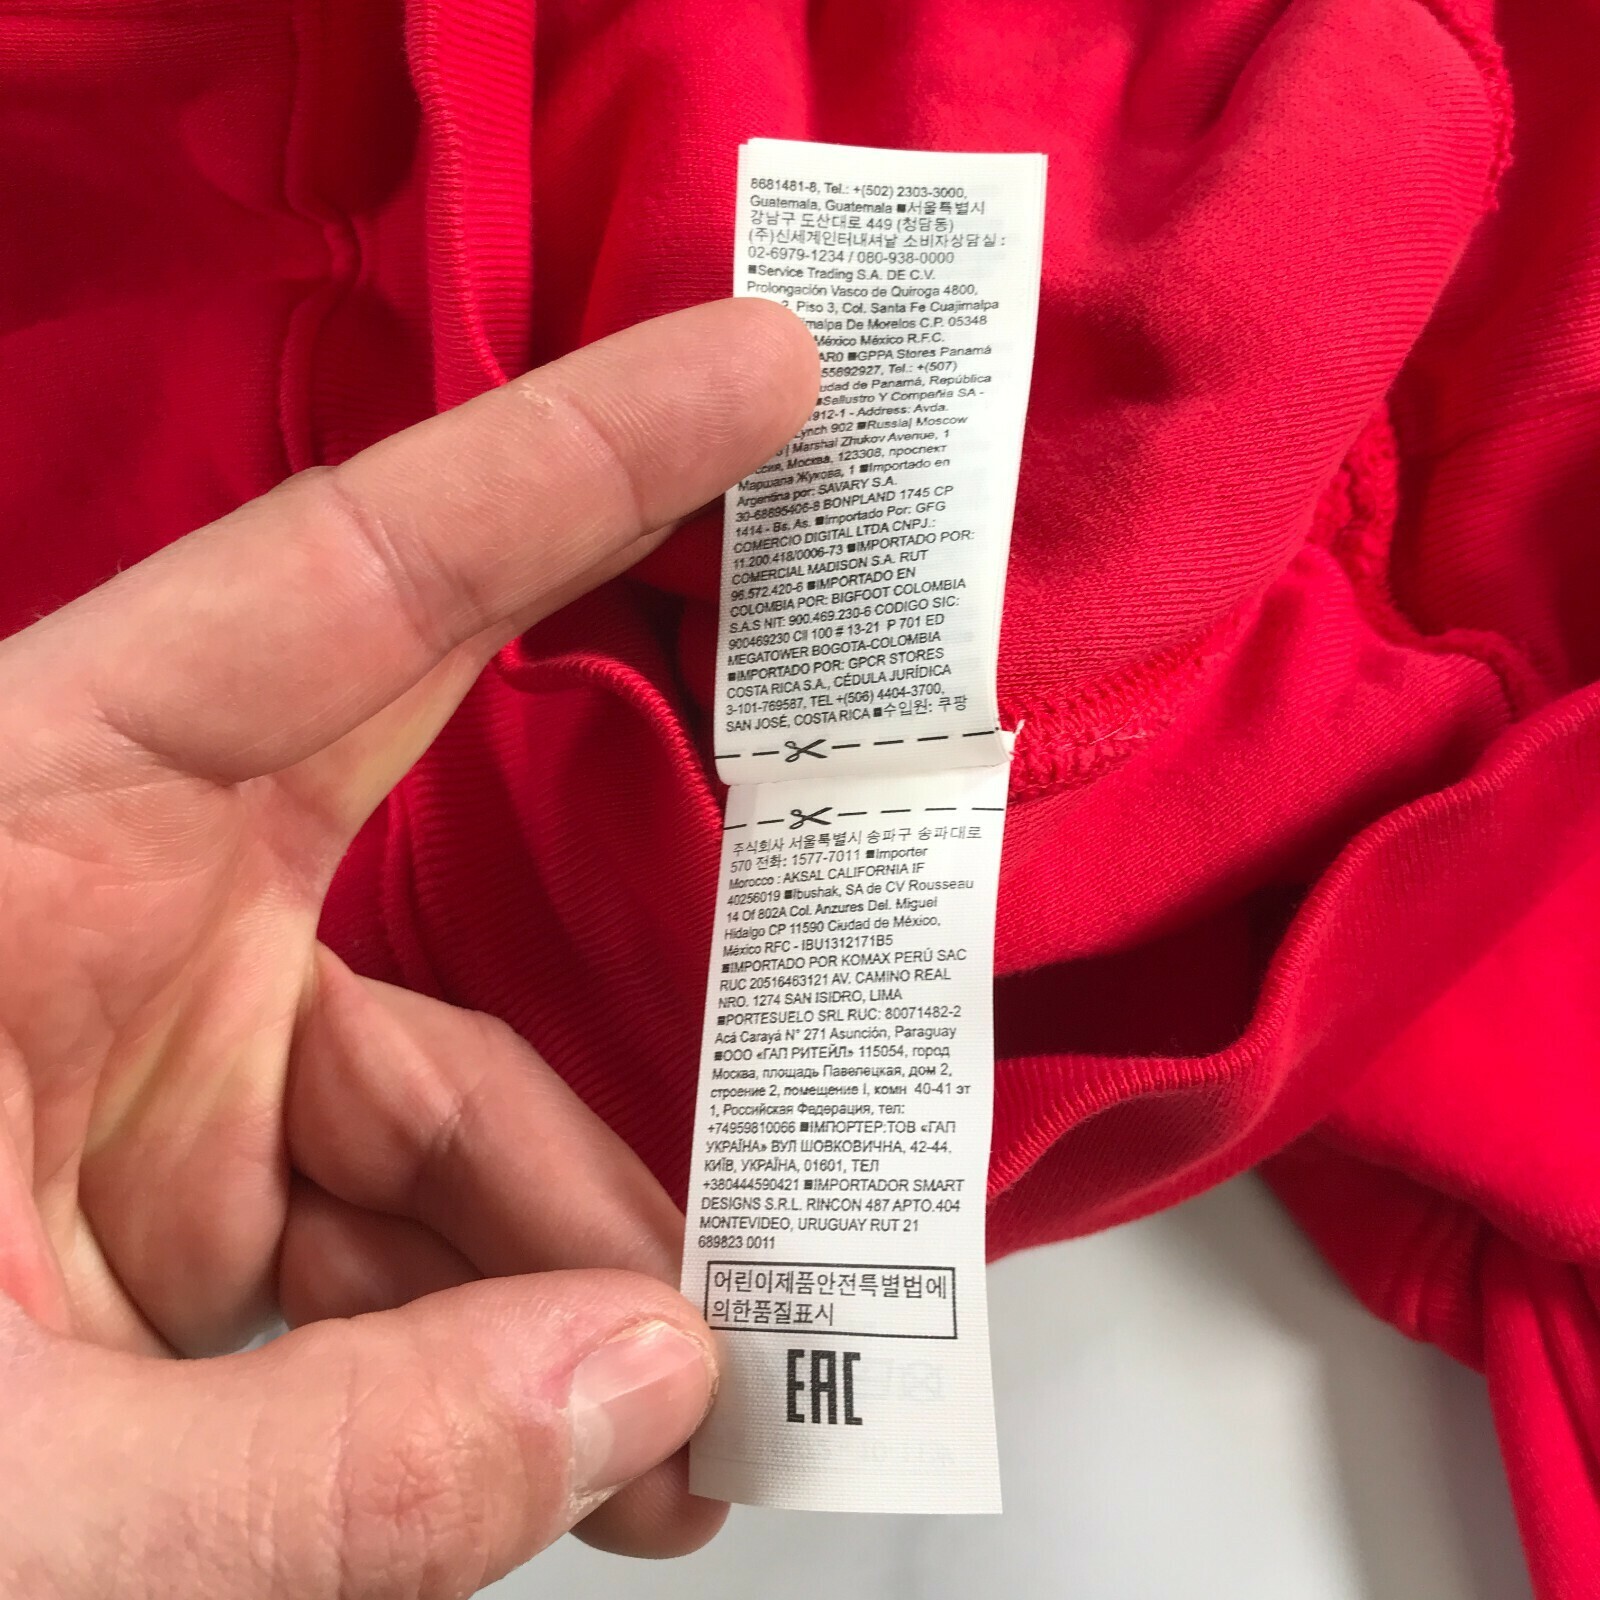 8681481-8, Tel.: +(502) 2303-3000,
Guatemala, Guatemala ■서울특별시
강남구 도산대로 449 (청담동)
(주)신세계인터내셔날 소비자상담실 :
02-6979-1234 / 080-938-0000
■Service Trading S.A. DE C.V.
Prolongación Vasco de Quiroga 4800,
Piso 3, Col. Santa Fe Cuajimalpa
De Morelos C.P. 05348
México México R.F.C.
■GPPA Stores Panamá
55692927, Tel.: +(507)
de Panamá, República
■Sellustro Y Compañia SA -
912-1 - Address: Avda.
902 ■Russia| Moscow
| Marshal Zhukov Avenue, 1
Москва, 123308, проспект
Маршала Жукова, 1 ■Importado en
Argentina por: SAVARY S.A.
30-68695406-8 BONPLAND 1745 CP
1414 - Bs. As. ■Importado Por: GFG
COMERCIO DIGITAL LTDA CNPJ.:
11.200.418/0006-73 ■IMPORTADO POR:
COMERCIAL MADISON S.A. RUT
96.572.420-6 ■IMPORTADO EN
COLOMBIA POR: BIGFOOT COLOMBIA
S.A.S NIT: 900.469.230-6 CODIGO SIC:
900469230 Cll 100 # 13-21 P 701 ED
MEGATOWER BOGOTA-COLOMBIA
■IMPORTADO POR: GPCR STORES
COSTA RICA S.A., CÉDULA JURÍDICA
3-101-769587, TEL +(506) 4404-3700,
SAN JOSÉ, COSTA RICA ■수입원: 쿠팡
주식회사 서울특별시 송파구 송파대로
570 전화: 1577-7011 ■Importer
Morocco : AKSAL CALIFORNIA IF
40256019 ■Ibushak, SA de CV Rousseau
14 Of 802A Col. Anzures Del. Miguel
Hidalgo CP 11590 Ciudad de México,
México RFC - IBU1312171B5
■IMPORTADO POR KOMAX PERÚ SAC
RUC 20516463121 AV. CAMINO REAL
NRO. 1274 SAN ISIDRO, LIMA
■PORTESUELO SRL RUC: 80071482-2
Acá Carayá N° 271 Asunción, Paraguay
■ООО «ГАП РИТЕЙЛ» 115054, город
Москва, площадь Павелецкая, дом 2,
строение 2, помещение I, комн 40-41 эт
1, Российская Федерация, тел:
+74959810066 ■ІМПОРТЕР:ТОВ «ГАП
УКРАЇНА» ВУЛ ШОВКОВИЧНА, 42-44.
КИЇВ, УКРАЇНА, 01601, ТЕЛ
+380444590421 ■IMPORTADOR SMART
DESIGNS S.R.L. RINCON 487 APTO.404
MONTEVIDEO, URUGUAY RUT 21
689823 0011
어린이제품안전특별법에
의한품질표시
EAC